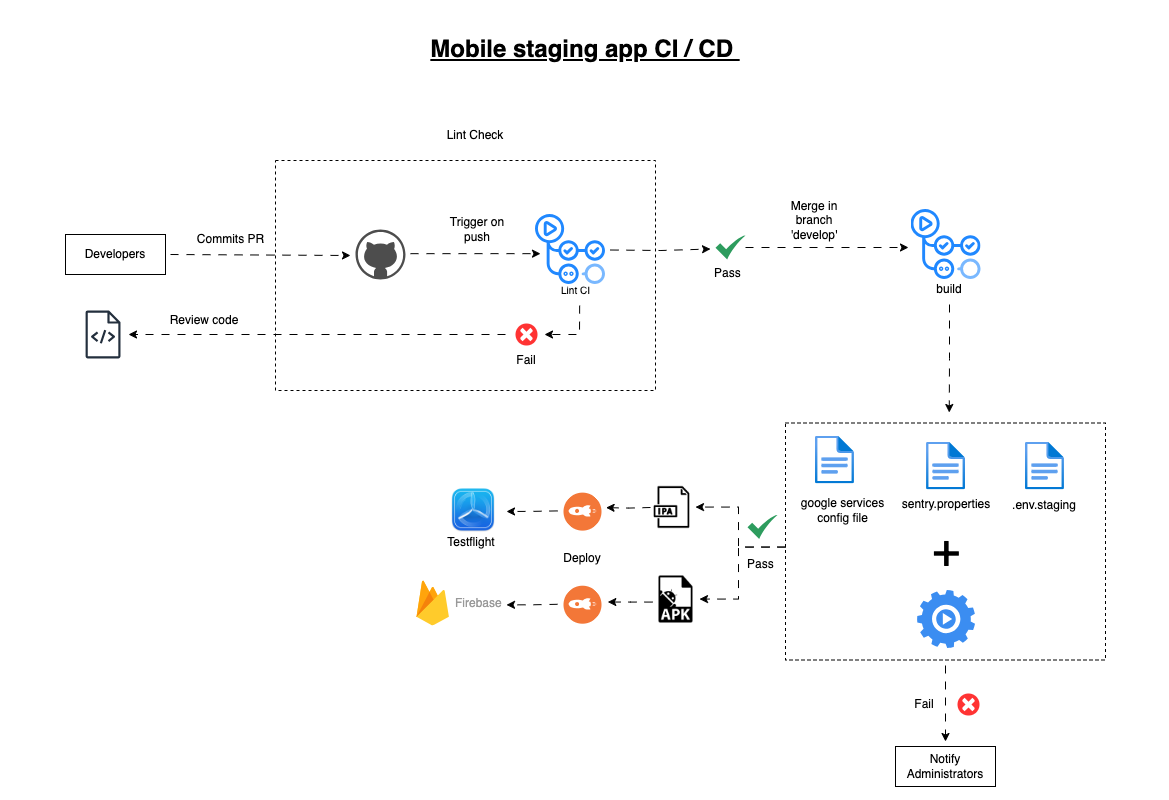 Mobile staging app CI / CD
Lint Check
Developers
Commits PR
Trigger on
push
Lint CI
Pass
Merge in
branch
'develop'
build
Review code
</>
Fail
google services
config file
sentry.properties
.env.staging
Pass
IPA
Testflight
Deploy
Firebase
APK
Fail
Notify
Administrators